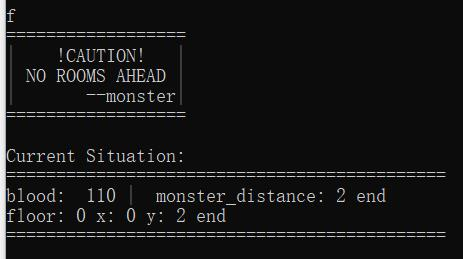 f
==================
│    !CAUTION!   │
│ NO ROOMS AHEAD │
│       --monster│
==================

Current Situation:
============================================
blood:  110 │  monster_distance: 2 end
floor: 0 x: 0 y: 2 end
============================================